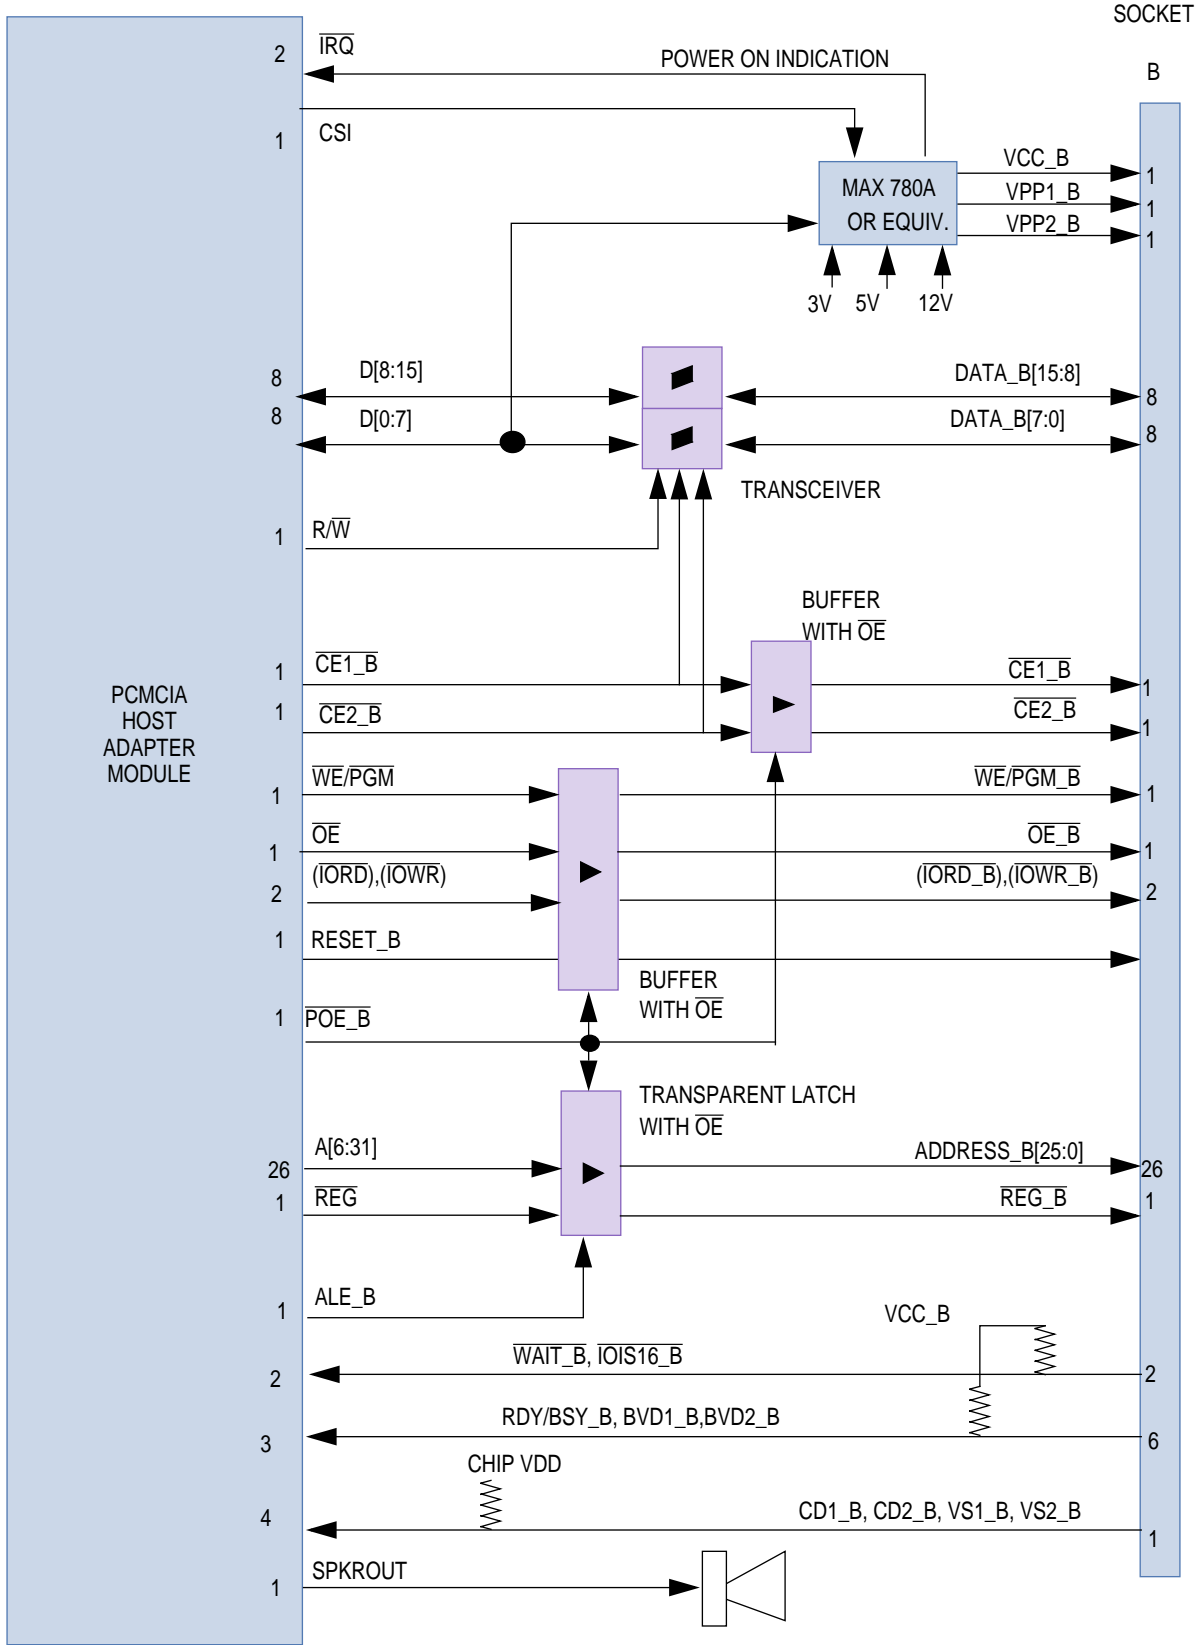 SOCKET
B
2 IRQ
POWER ON INDICATION
1 CSI
MAX 780A
OR EQUIV.
VCC_B
1
VPP1_B
1
VPP2_B
1
3V 5V 12V
8 D[8:15]
DATA_B[15:8]
8
8 D[0:7]
DATA_B[7:0]
8
TRANSCEIVER
1 R/W
BUFFER
WITH OE
PCMCIA
HOST
ADAPTER
MODULE
1 CE1_B
CE1_B
1
1 CE2_B
CE2_B
1
1 WE/PGM
WE/PGM_B
1
1 OE
OE_B
1
2 (IORD),(IOWR)
(IORD_B),(IOWR_B)
2
1 RESET_B
BUFFER
WITH OE
1 POE_B
TRANSPARENT LATCH
WITH OE
26 A[6:31]
ADDRESS_B[25:0]
26
1 REG
REG_B
1
1 ALE_B
VCC_B
2
WAIT_B, IOIS16_B
2
3
RDY/BSY_B, BVD1_B,BVD2_B
6
CHIP VDD
4
CD1_B, CD2_B, VS1_B, VS2_B
1
1 SPKROUT